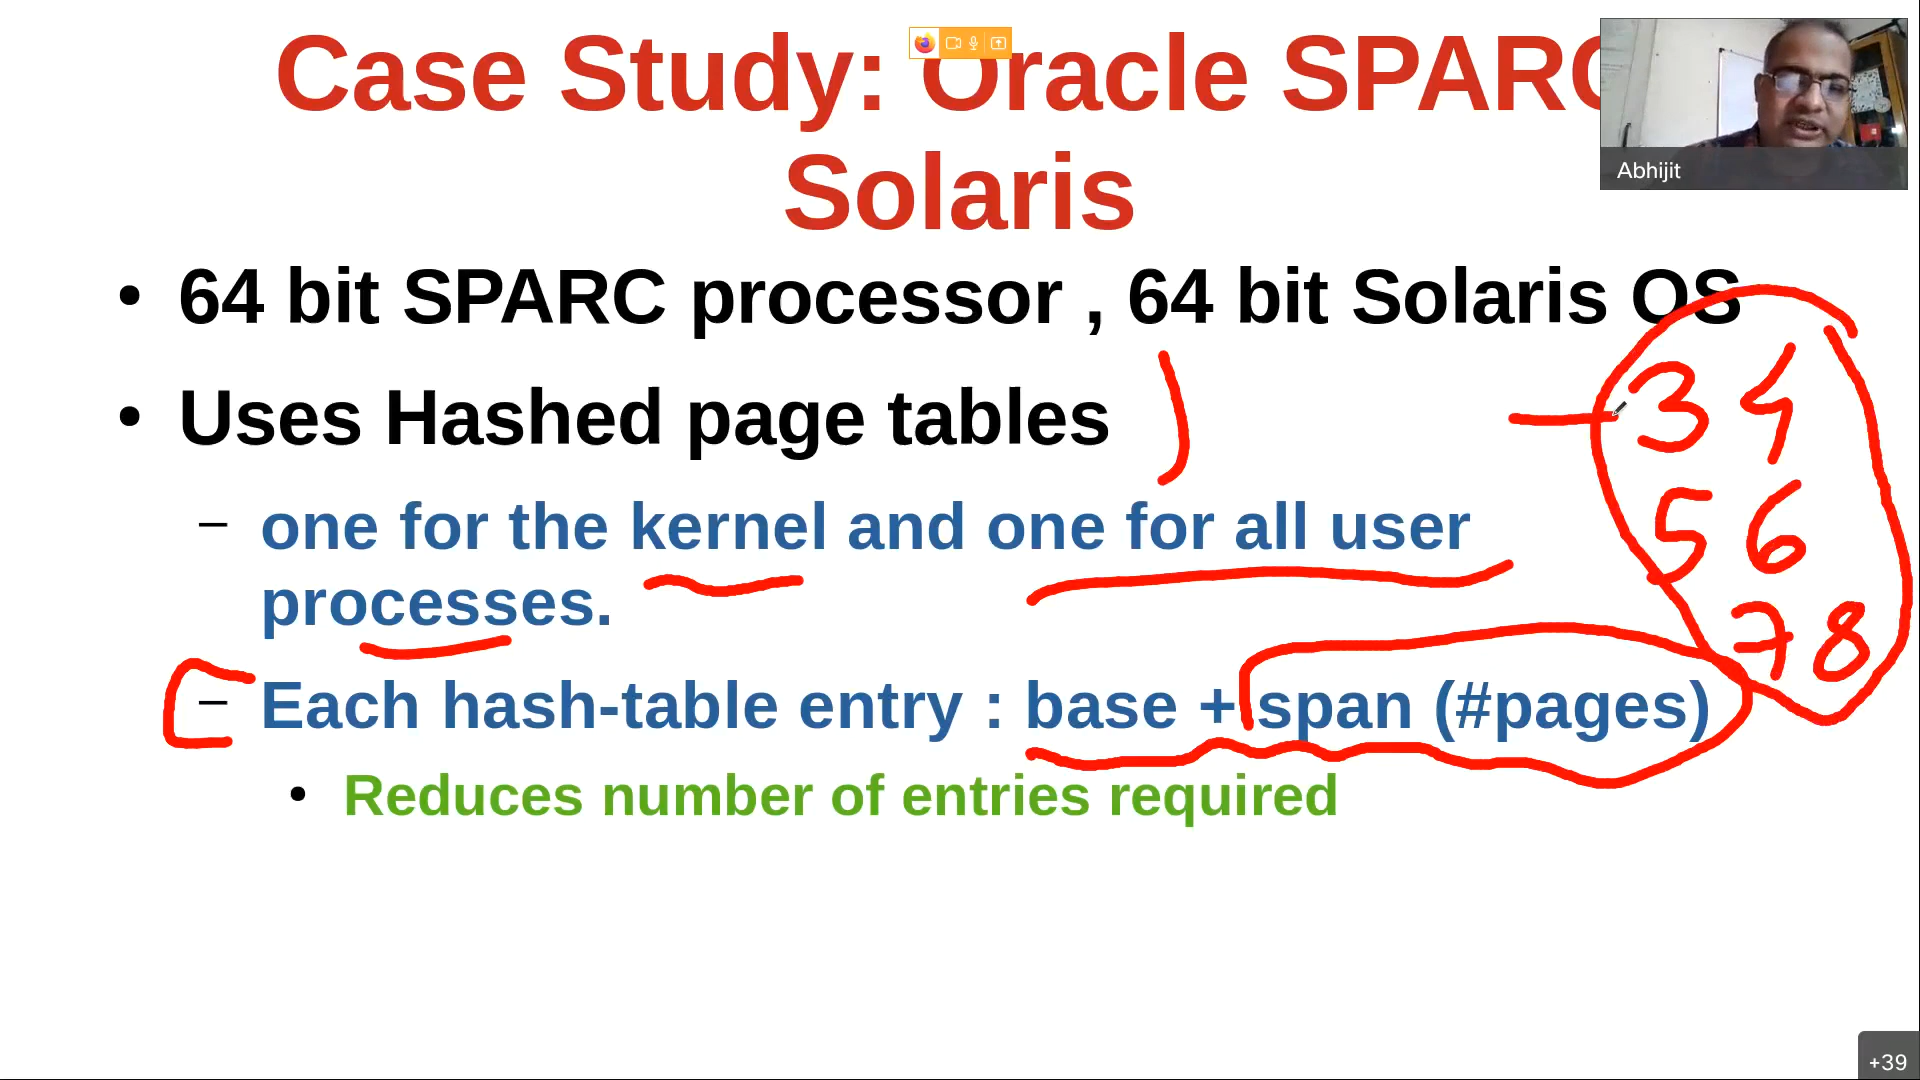 Case Study: Oracle SPARC
Solaris
Abhijit
• 64 bit SPARC processor , 64 bit Solaris OS
• Uses Hashed page tables
– one for the kernel and one for all user
processes.
– Each hash-table entry : base + span (#pages)
• Reduces number of entries required
3 4
5 6
7 8
+39